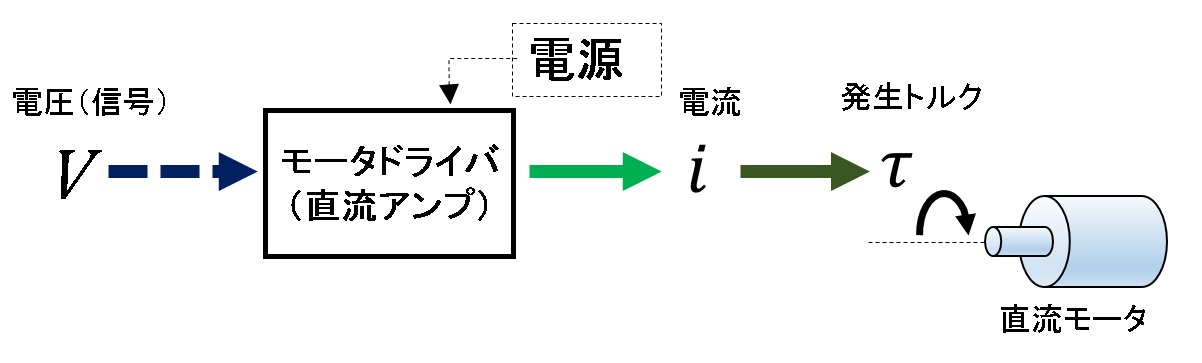 電源
電圧（信号）
電流
発生トルク
V
モータドライバ
（直流アンプ）
i
τ
直流モータ